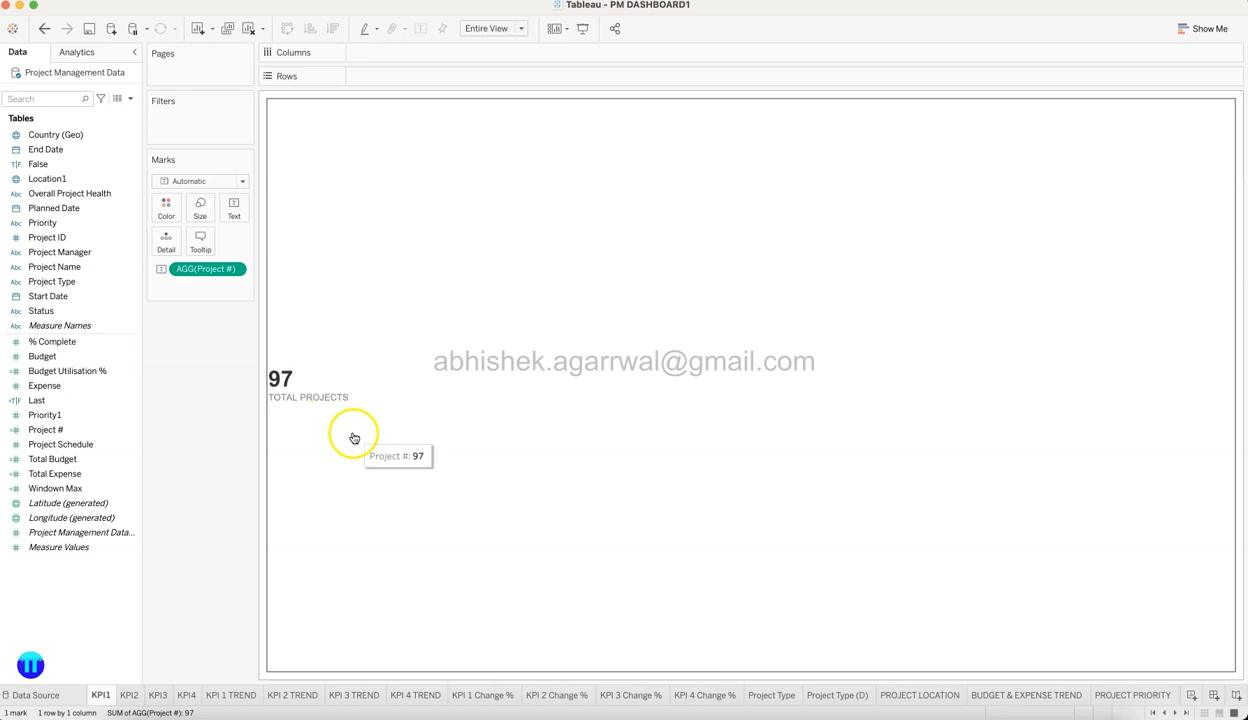 Tableau - PM DASHBOARD1
Entire View
Show Me
Data
Analytics
Pages
Columns
Rows
Project Management Data
Search
Filters
Tables
Country (Geo)
End Date
T|F False
Location1
Abc Overall Project Health
Planned Date
Abc Priority
Project ID
Abc Project Manager
Abc Project Name
Abc Project Type
Start Date
Abc Status
Abc Measure Names
% Complete
Budget
Budget Utilisation %
Expense
T|F Last
Priority1
Project #
Project Schedule
Total Budget
Total Expense
Windown Max
Latitude (generated)
Longitude (generated)
Project Management Data...
Measure Values
Marks
Automatic
Color
Size
Text
Detail
Tooltip
AGG(Project #)
abhishek.agarrwal@gmail.com
97
TOTAL PROJECTS
Project #: 97
Data Source
KPI1
KPI2
KPI3
KPI4
KPI 1 TREND
KPI 2 TREND
KPI 3 TREND
KPI 4 TREND
KPI 1 Change %
KPI 2 Change %
KPI 3 Change %
KPI 4 Change %
Project Type
Project Type (D)
PROJECT LOCATION
BUDGET & EXPENSE TREND
PROJECT PRIORITY
1 mark
1 row by 1 column
SUM of AGG(Project #): 97